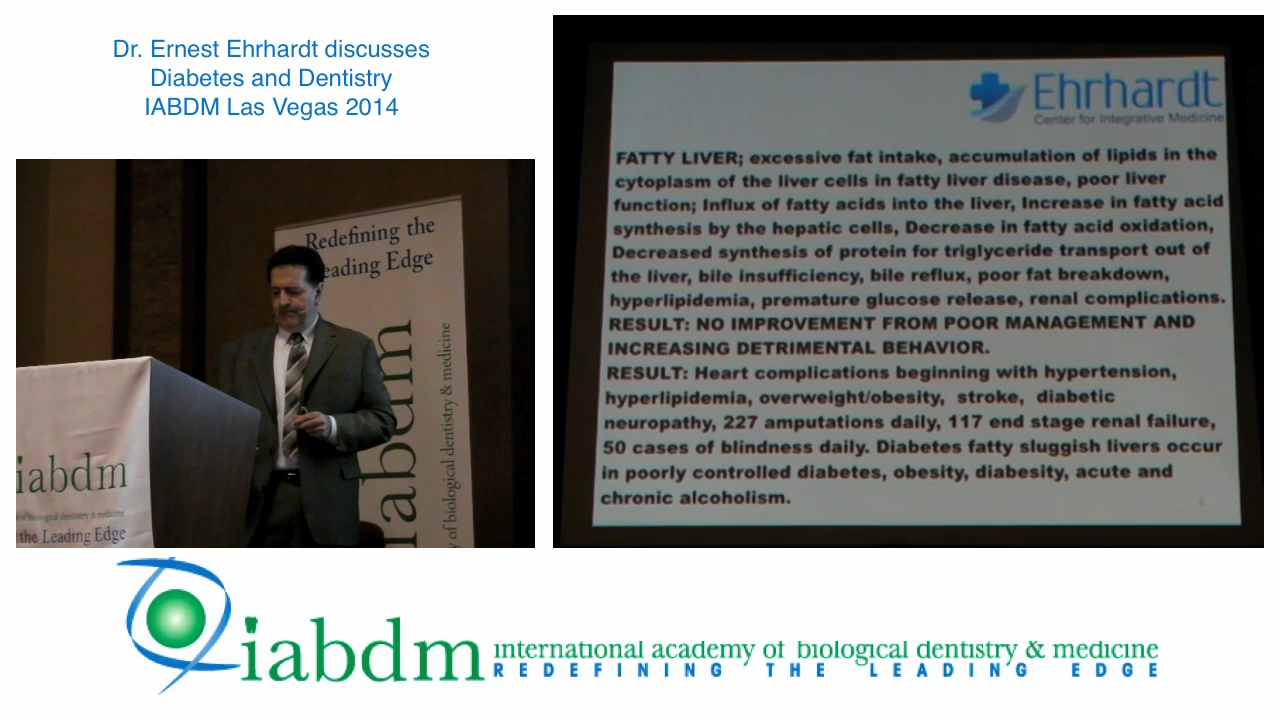 Dr. Ernest Ehrhardt discusses
Diabetes and Dentistry
IABDM Las Vegas 2014
Ehrhardt
Center for Integrative Medicine
FATTY LIVER; excessive fat intake, accumulation of lipids in the
cytoplasm of the liver cells in fatty liver disease, poor liver
function; Influx of fatty acids into the liver, Increase in fatty acid
synthesis by the hepatic cells, Decrease in fatty acid oxidation,
Decreased synthesis of protein for triglyceride transport out of
the liver, bile insufficiency, bile reflux, poor fat breakdown,
hyperlipidemia, premature glucose release, renal complications.
RESULT: NO IMPROVEMENT FROM POOR MANAGEMENT AND
INCREASING DETRIMENTAL BEHAVIOR.
RESULT: Heart complications beginning with hypertension,
hyperlipidemia, overweight/obesity, stroke, diabetic
neuropathy, 227 amputations daily, 117 end stage renal failure,
50 cases of blindness daily. Diabetes fatty sluggish livers occur
in poorly controlled diabetes, obesity, diabesity, acute and
chronic alcoholism.
Redefining the
eading Edge
iabdm
y of biological dentistry & medicine
iabdm
of biological dentistry & medicine
the Leading Edge
iabdm
international academy of biological dentistry & medicine
REDEFINING THE LEADING EDGE